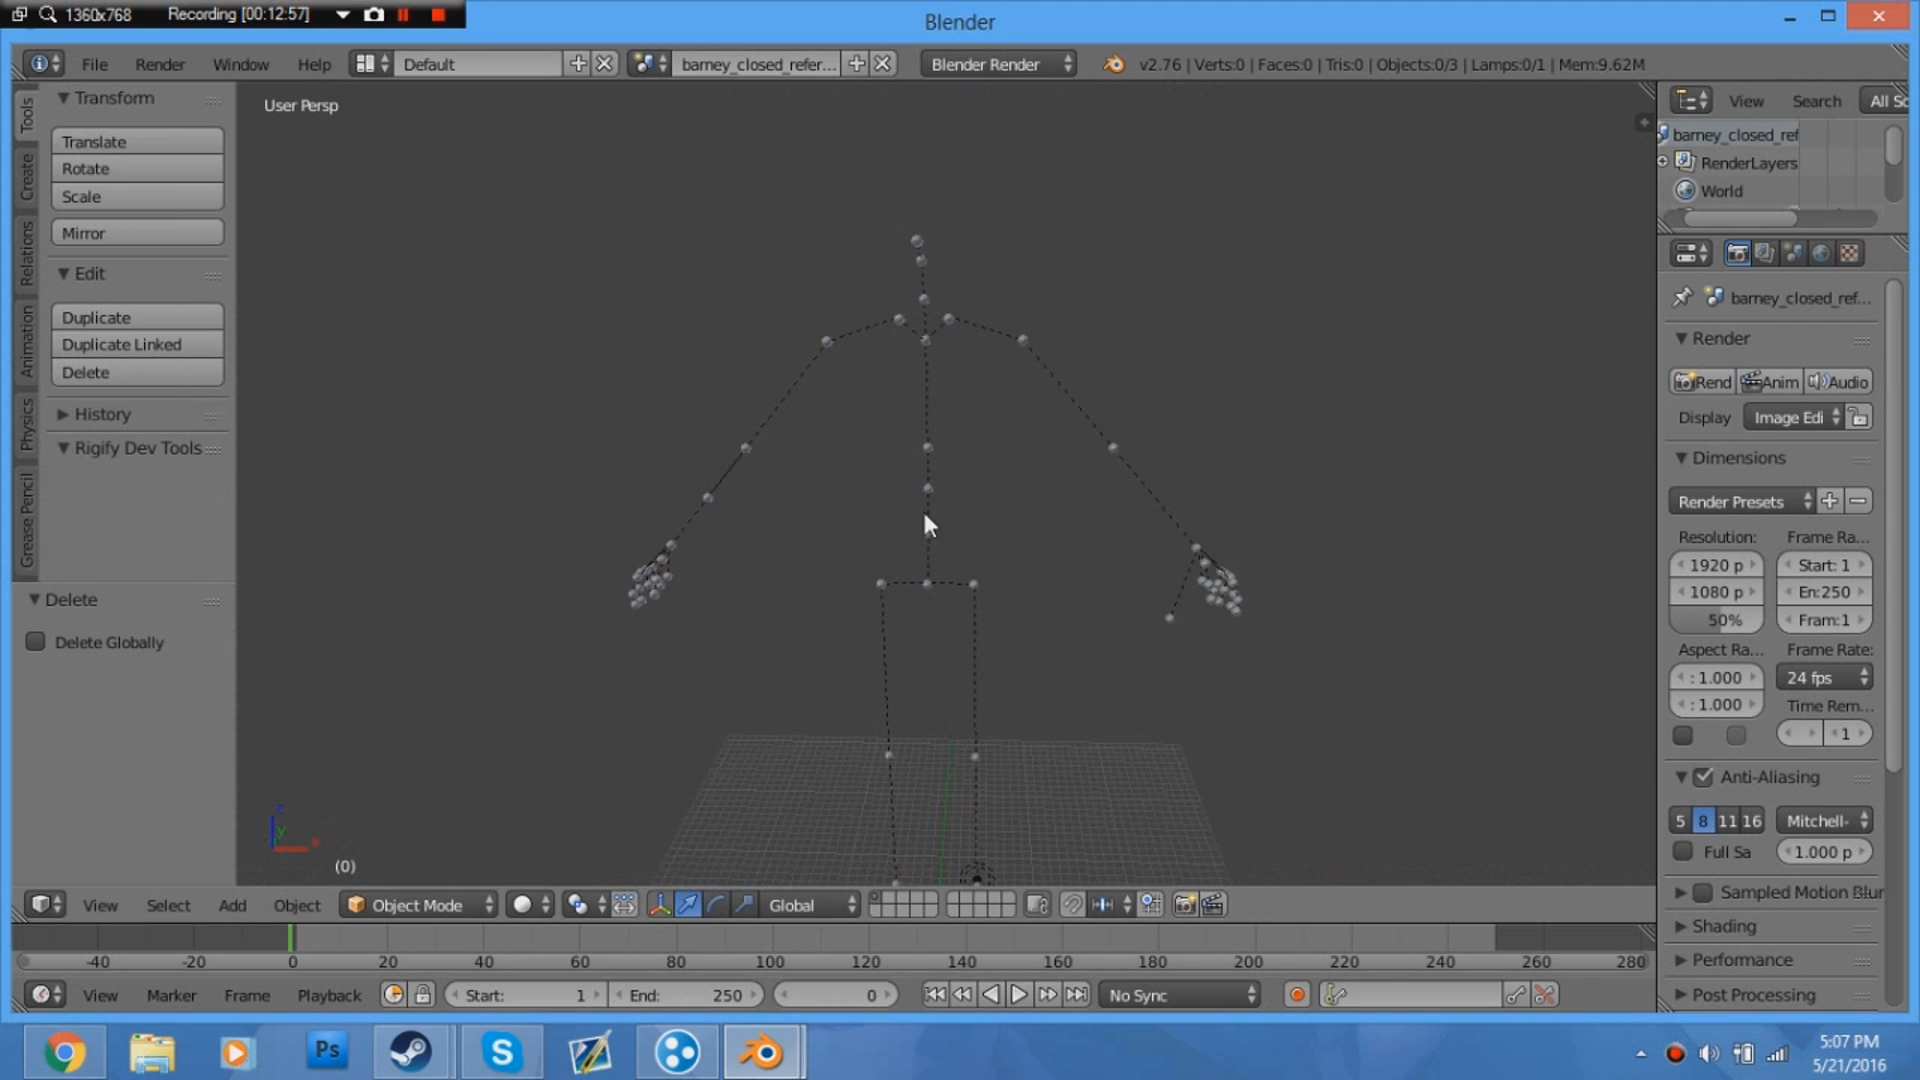 1360x768 Recording [00:12:57]
Blender
File Render Window Help Default barney_closed_refer... Blender Render v2.76 | Verts:0 | Faces:0 | Tris:0 | Objects:0/3 | Lamps:0/1 | Mem:9.62M
Tools
Create
Relations
Animation
Physics
Grease Pencil
Transform
Translate
Rotate
Scale
Mirror
Edit
Duplicate
Duplicate Linked
Delete
History
Rigify Dev Tools
Delete
Delete Globally
User Persp
z
y
x
(0)
View Search All Sc
barney_closed_ref
RenderLayers
World
barney_closed_ref...
Render
Rend Anim Audio
Display Image Edi
Dimensions
Render Presets
Resolution: Frame Ra...
1920 p Start: 1
1080 p En:250
50% Fram:1
Aspect Ra... Frame Rate:
: 1.000 24 fps
: 1.000 Time Rem...
1
Anti-Aliasing
5 8 11 16 Mitchell-
Full Sa 1.000 p
Sampled Motion Blur
Shading
Performance
Post Processing
View Select Add Object Object Mode Global
-40 -20 0 20 40 60 80 100 120 140 160 180 200 220 240 260 280
View Marker Frame Playback Start: 1 End: 250 0 No Sync
Ps
S
5:07 PM
5/21/2016